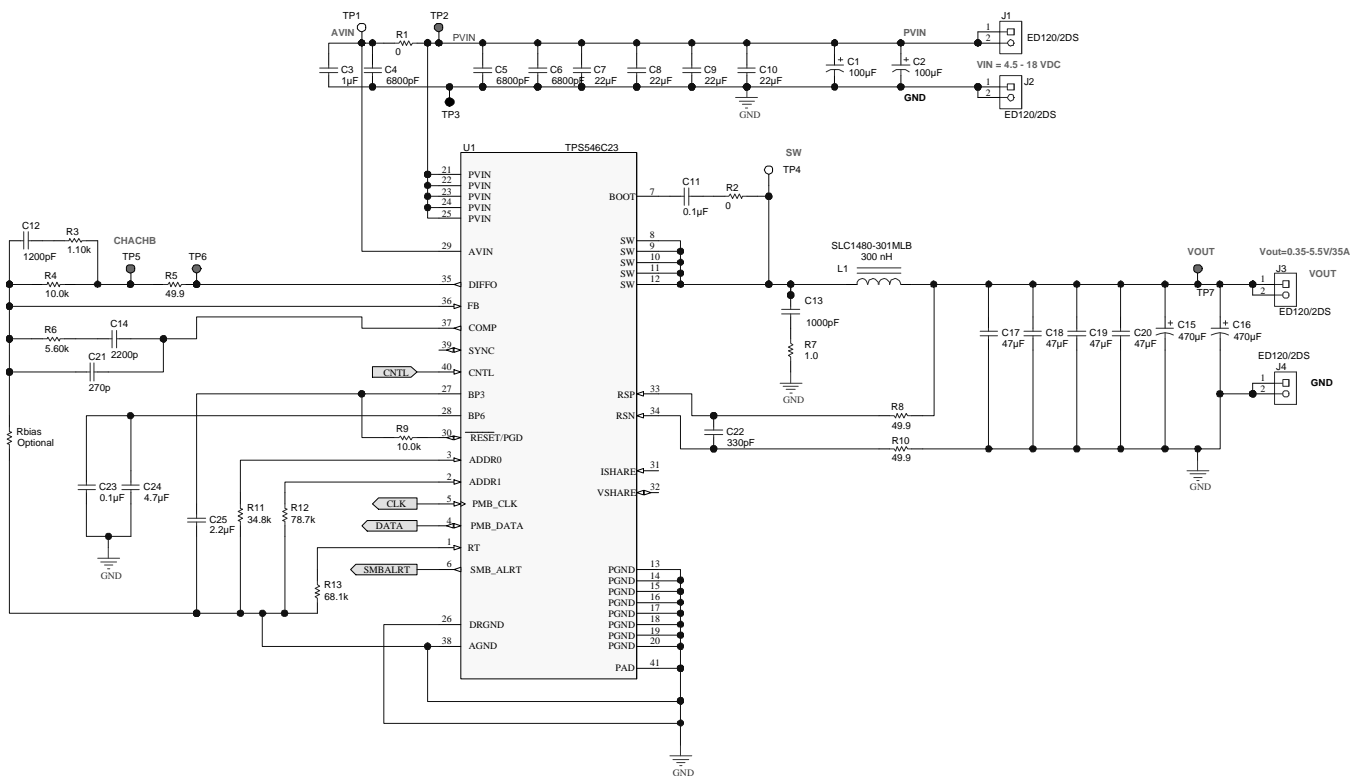 TP1
TP2
AVIN
R1
0
PVIN
PVIN
J1
1
2
ED120/2DS
C3
1µF
C4
6800pF
C5
6800pF
C6
6800pF
C7
22µF
C8
22µF
C9
22µF
C10
22µF
C1
100µF
C2
100µF
VIN = 4.5 - 18 VDC
J2
1
2
ED120/2DS
GND
TP3
GND
U1
TPS546C23
SW
TP4
21
PVIN
22
PVIN
23
PVIN
24
PVIN
25
PVIN
BOOT
7
C11
0.1µF
R2
0
C12
1200pF
R3
1.10k
CHACHB
TP5
TP6
29
AVIN
SW
8
SW
9
SW
10
SW
11
SW
12
SLC1480-301MLB
300 nH
L1
VOUT
TP7
Vout=0.35-5.5V/35A
J3
VOUT
1
2
ED120/2DS
R4
10.0k
R5
49.9
35
DIFFO
36
FB
37
COMP
39
SYNC
R6
5.60k
C14
2200p
C21
270p
C13
1000pF
R7
1.0
GND
C17
47µF
C18
47µF
C19
47µF
C20
47µF
C15
470µF
C16
470µF
ED120/2DS
J4
1
2
GND
CNTL
40
CNTL
27
BP3
28
BP6
RSP
33
RSN
34
R8
49.9
C22
330pF
R10
49.9
GND
Rbias
Optional
R9
10.0k
30
RESET/PGD
3
ADDR0
2
ADDR1
ISHARE
31
VSHARE
32
C23
0.1µF
C24
4.7µF
GND
C25
2.2µF
R11
34.8k
R12
78.7k
CLK
5
PMB_CLK
DATA
4
PMB_DATA
1
RT
SMBALRT
6
SMB_ALRT
R13
68.1k
PGND
13
PGND
14
PGND
15
PGND
16
PGND
17
PGND
18
PGND
19
PGND
20
26
DRGND
38
AGND
PAD
41
GND